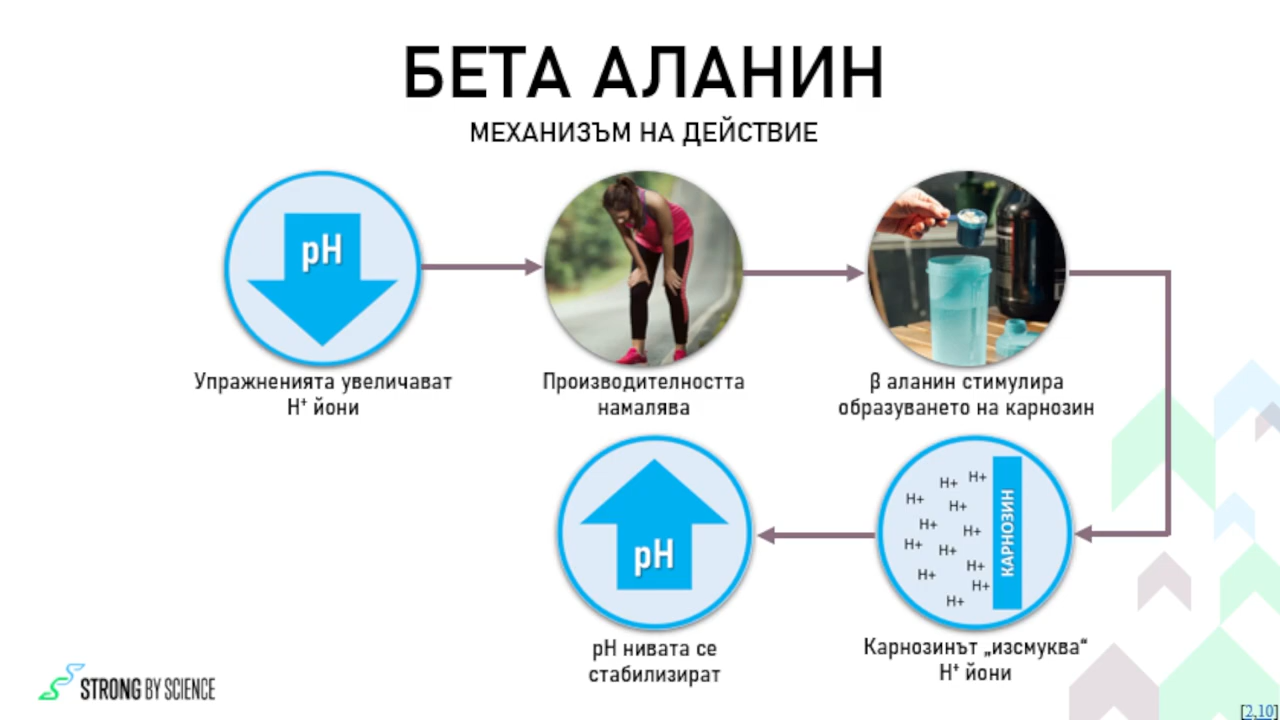 БЕТА АЛАНИН
МЕХАНИЗЪМ НА ДЕЙСТВИЕ
pH
Упражненията увеличават
H⁺ йони
Производителността
намалява
β аланин стимулира
образуването на карнозин
pH
pH нивата се
стабилизират
H+
H+
H+
H+
H+
H+
H+
H+
H+
H+
H+
H+
КАРНОЗИН
Карнозинът „изсмуква“
H⁺ йони
STRONG BY SCIENCE
[2,10]